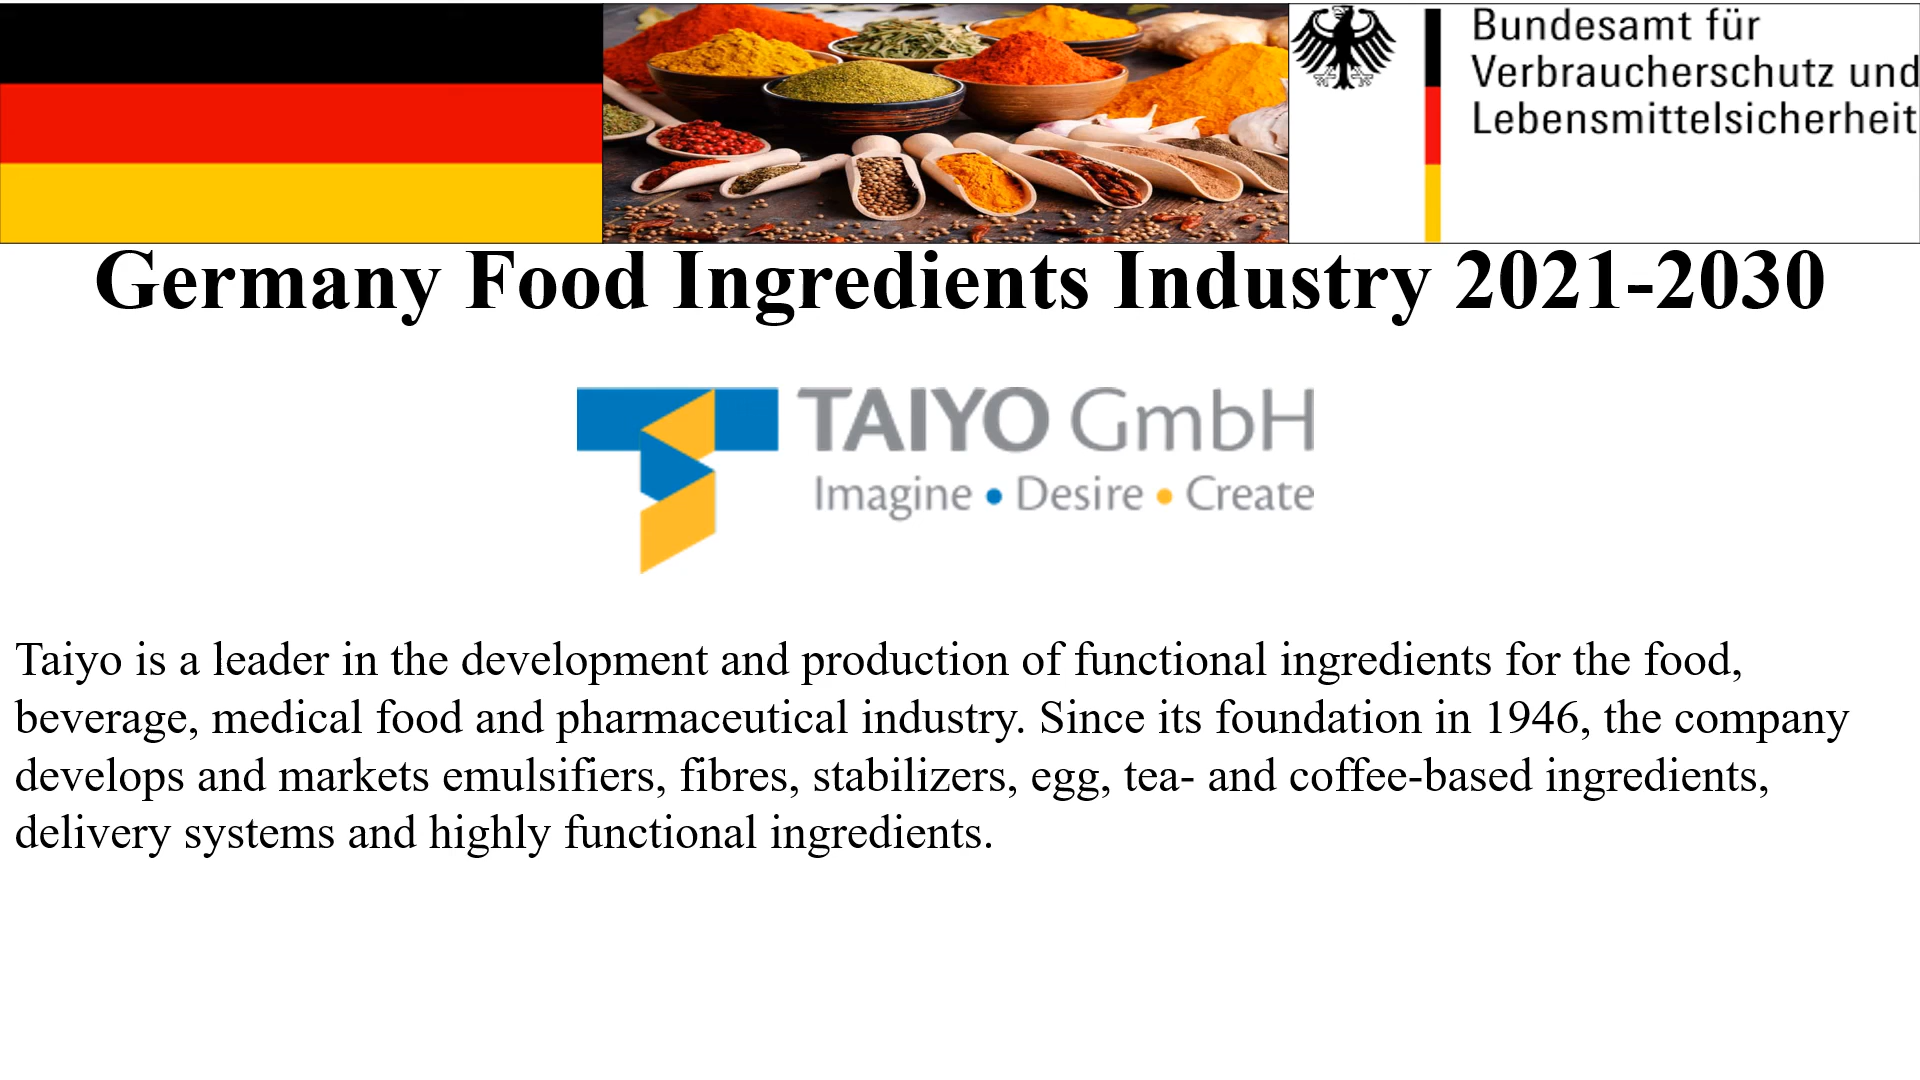 Bundesamt für
Verbraucherschutz und
Lebensmittelsicherheit
Germany Food Ingredients Industry 2021-2030
TAIYO GmbH
Imagine • Desire • Create
Taiyo is a leader in the development and production of functional ingredients for the food,
beverage, medical food and pharmaceutical industry. Since its foundation in 1946, the company
develops and markets emulsifiers, fibres, stabilizers, egg, tea- and coffee-based ingredients,
delivery systems and highly functional ingredients.